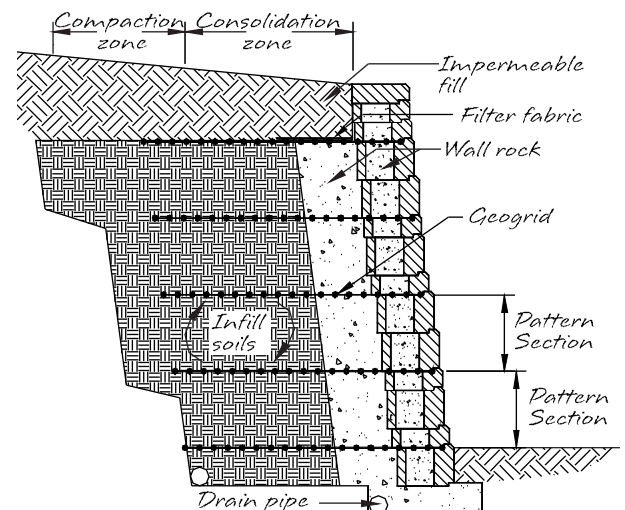 Compaction
zone
Consolidation
zone
Impermeable
fill
Filter fabric
Wall rock
Geogrid
Infill
soils
Pattern
Section
Pattern
Section
Drain pipe